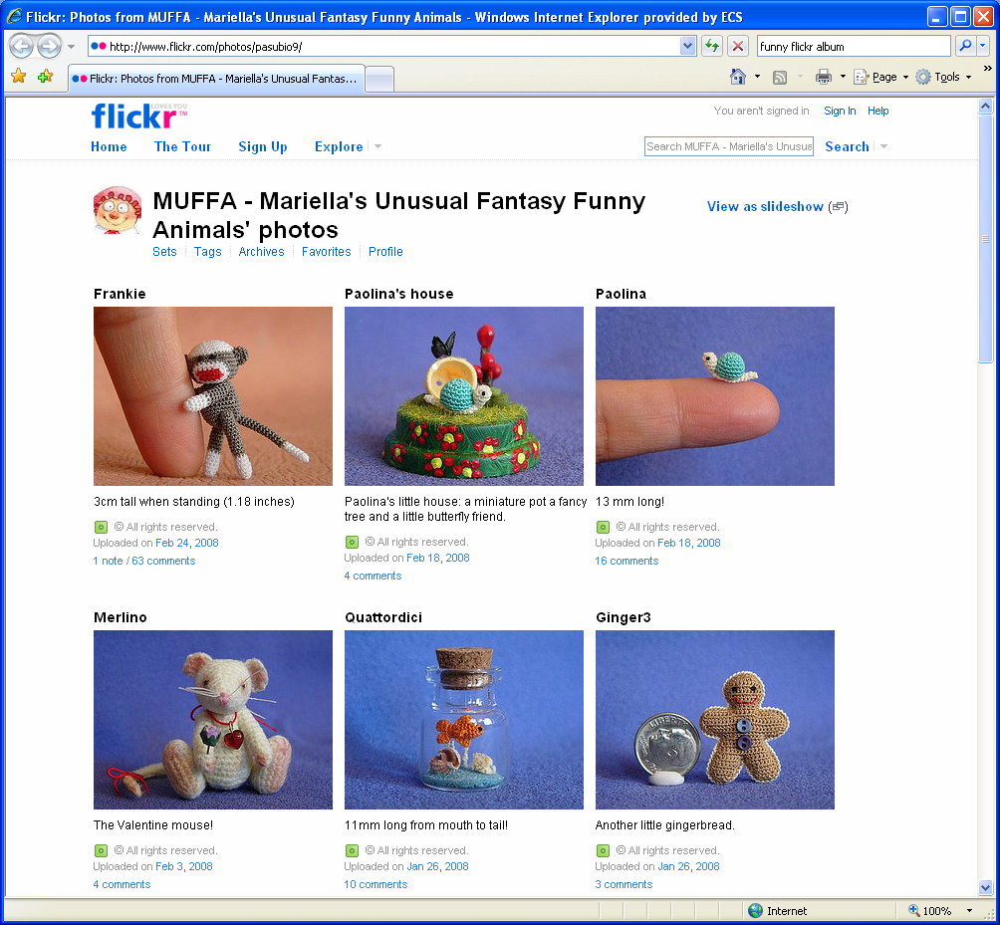 Flickr: Photos from MUFFA - Mariella's Unusual Fantasy Funny Animals - Windows Internet Explorer provided by ECS
http://www.flickr.com/photos/pasubio9/
funny flickr album
Flickr: Photos from MUFFA - Mariella's Unusual Fantas...
Page
Tools
»
flickr LOVES YOU ™
You aren't signed in Sign In Help
Home The Tour Sign Up Explore
Search MUFFA - Mariella's Unusua Search
MUFFA - Mariella's Unusual Fantasy Funny
Animals' photos
View as slideshow
Sets Tags Archives Favorites Profile
Frankie
3cm tall when standing (1.18 inches)
© All rights reserved.
Uploaded on Feb 24, 2008
1 note / 63 comments
Paolina's house
Paolina's little house: a miniature pot a fancy
tree and a little butterfly friend.
© All rights reserved.
Uploaded on Feb 18, 2008
4 comments
Paolina
13 mm long!
© All rights reserved.
Uploaded on Feb 18, 2008
16 comments
Merlino
The Valentine mouse!
© All rights reserved.
Uploaded on Feb 3, 2008
4 comments
Quattordici
11mm long from mouth to tail!
© All rights reserved.
Uploaded on Jan 26, 2008
10 comments
Ginger3
LIBERTY
Another little gingerbread.
© All rights reserved.
Uploaded on Jan 26, 2008
3 comments
Internet
100%